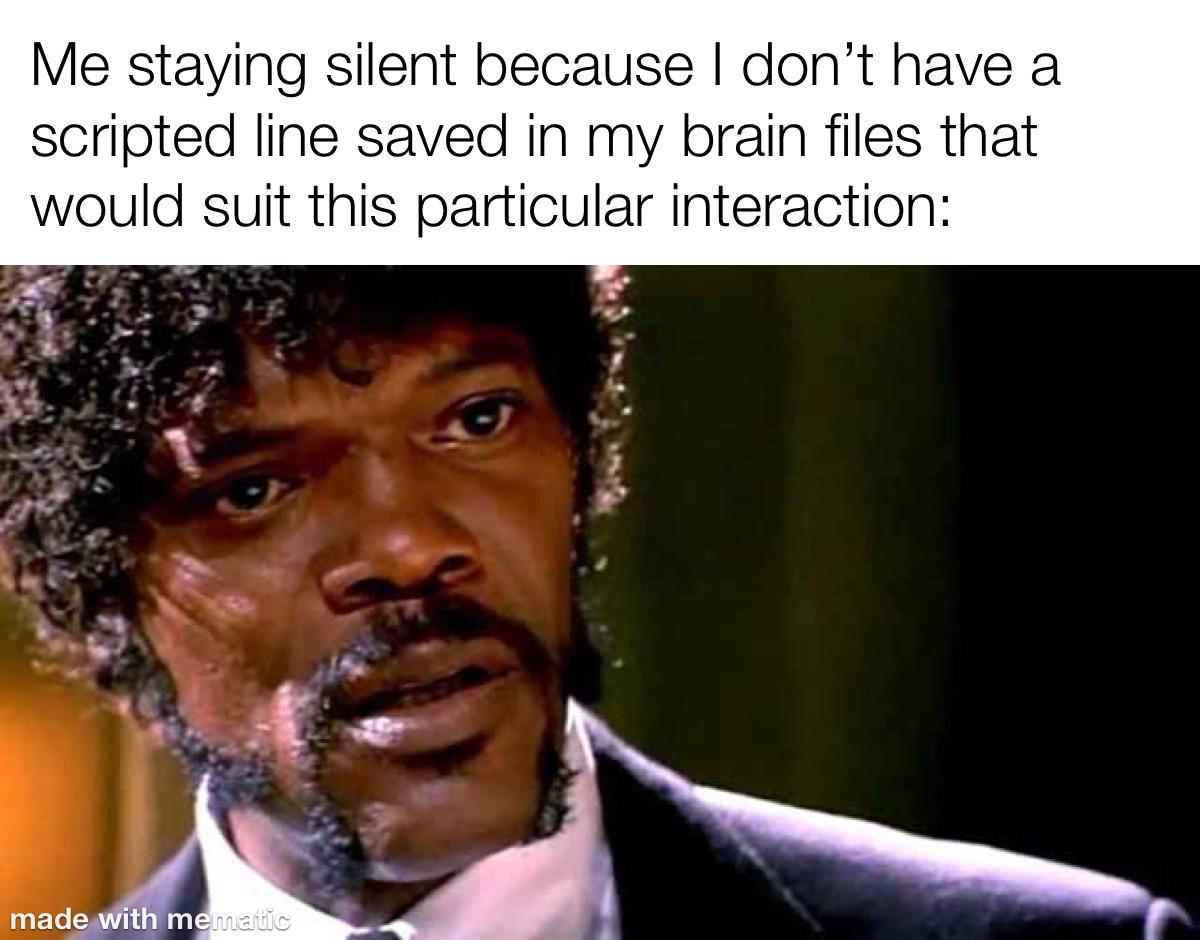 Me staying silent because I don’t have a
scripted line saved in my brain files that
would suit this particular interaction:
made with mematic